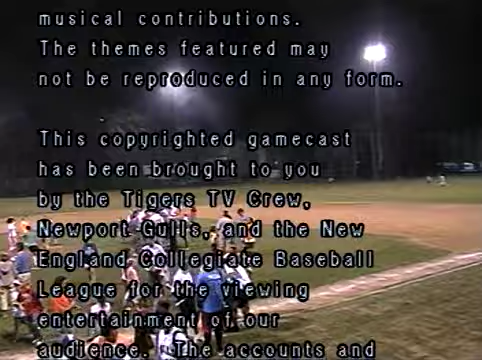 musical contributions.
The themes featured may
not be reproduced in any form.
This copyrighted gamecast
has been brought to you
by the Tigers TV Crew,
Newport Gulls, and the New
England Collegiate Baseball
League for the viewing
entertainment of our
audience. The accounts and